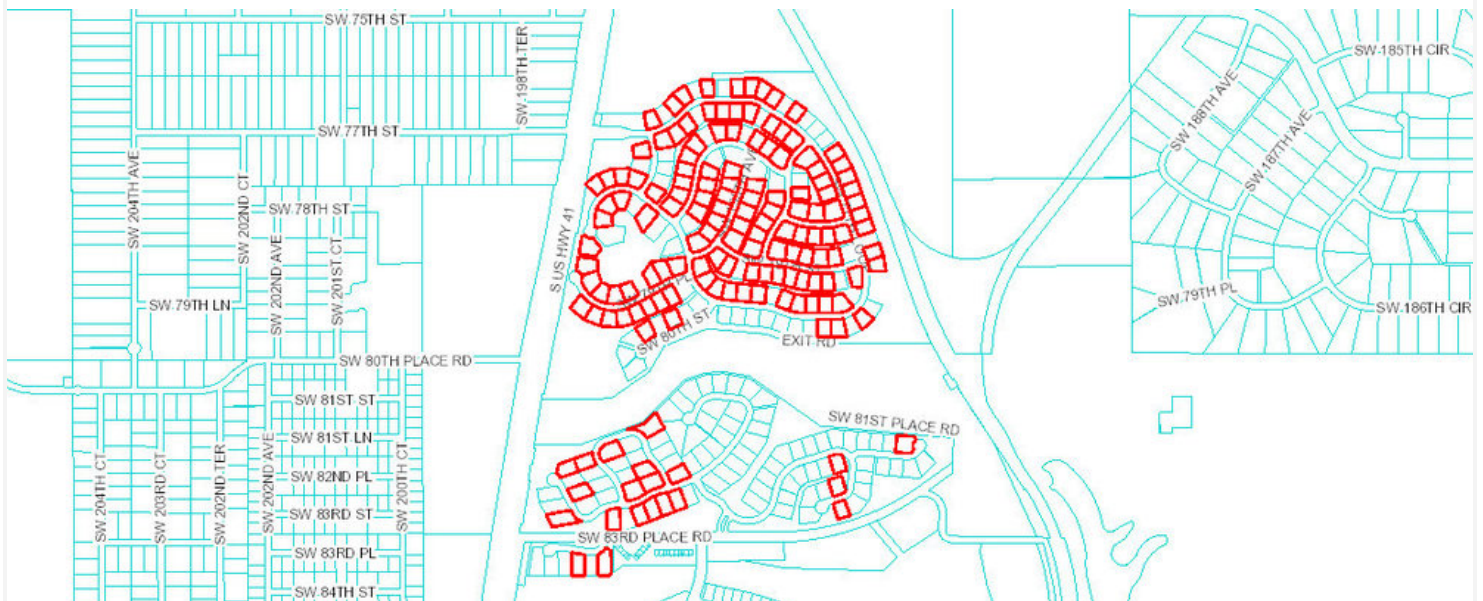 SW 75TH ST
SW 198TH TER
SW 185TH CIR
SW 188TH AVE
SW 77TH ST
SW 187TH AVE
SW 204TH AVE
SW 202ND CT
SW 78TH ST
S US HWY 41
SW 202ND AVE
SW 201ST CT
SW 79TH PL
SW 79TH LN
SW 186TH CIR
SW 80TH ST
EXIT RD
SW 80TH PLACE RD
SW 81ST ST
SW 81ST PLACE RD
SW 81ST LN
SW 204TH CT
SW 203RD CT
SW 202ND TER
SW 202ND AVE
SW 82ND PL
SW 200TH CT
SW 83RD ST
SW 83RD PLACE RD
SW 83RD PL
SW 84TH ST